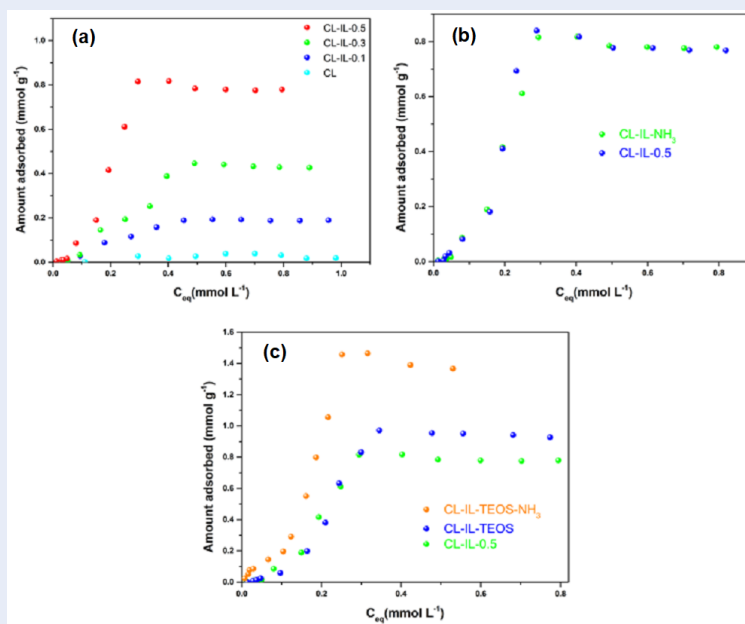 (a)
CL-IL-0.5
CL-IL-0.3
CL-IL-0.1
CL
Amount adsorbed (mmol g⁻¹)
1.0
0.8
0.6
0.4
0.2
0.0
0.0 0.2 0.4 0.6 0.8 1.0
Ceq(mmol L⁻¹)
(b)
CL-IL-NH₃
CL-IL-0.5
Amount adsorbed (mmol g⁻¹)
0.8
0.6
0.4
0.2
0.0
0.0 0.2 0.4 0.6 0.8
Ceq(mmol L⁻¹)
(c)
CL-IL-TEOS-NH₃
CL-IL-TEOS
CL-IL-0.5
Amount adsorbed (mmol g⁻¹)
1.6
1.4
1.2
1.0
0.8
0.6
0.4
0.2
0.0
0.0 0.2 0.4 0.6 0.8
Ceq(mmol L⁻¹)